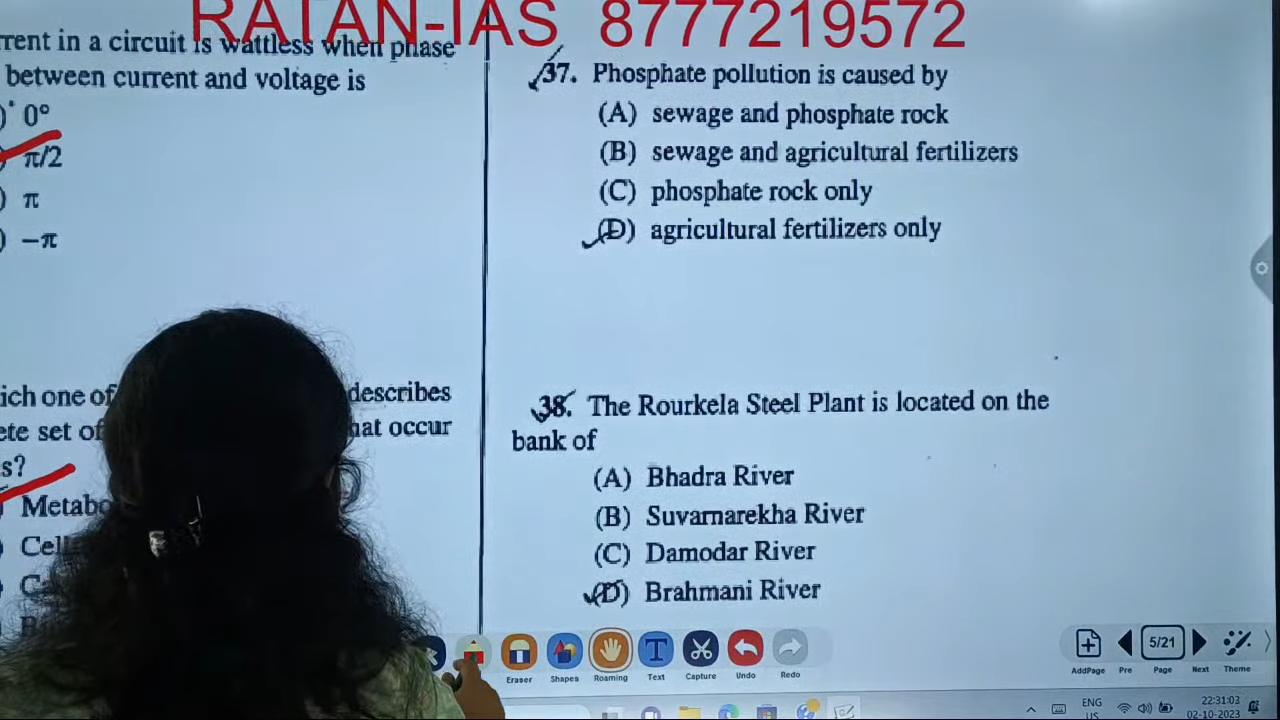 RATAN-IAS 8777219572
rrent in a circuit is wattless when phase
between current and voltage is
) 0°
) π/2
) π
) −π
ich one of describes
ete set of hat occur
s?
Metabo
Cell
37. Phosphate pollution is caused by
(A) sewage and phosphate rock
(B) sewage and agricultural fertilizers
(C) phosphate rock only
(D) agricultural fertilizers only
38. The Rourkela Steel Plant is located on the
bank of
(A) Bhadra River
(B) Suvarnarekha River
(C) Damodar River
(D) Brahmani River
Eraser Shapes Roaming Text Capture Undo Redo
AddPage Pre Page Next Theme
5/21
ENG
US
22:31:03
02-10-2023